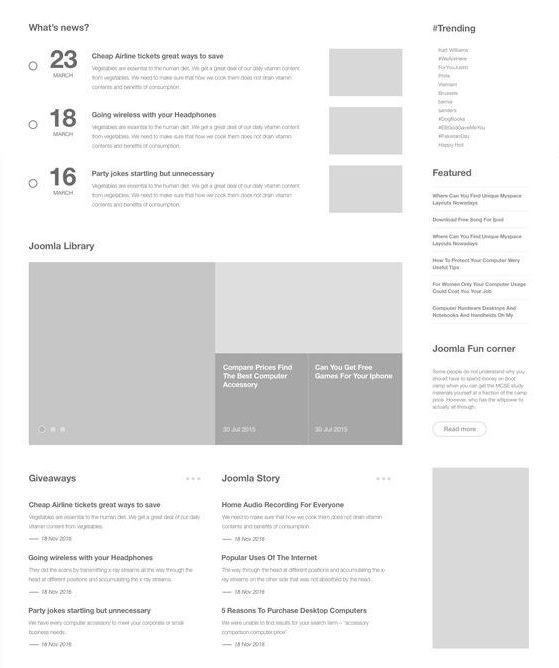 What's news?
23
MARCH
Cheap Airline tickets great ways to save
Vegetables are essential to the human diet. We get a great deal of our daily vitamin content
from vegetables. We need to make sure that how we cook them does not drain vitamin
contents and benefits of consumption.
18
MARCH
Going wireless with your Headphones
Vegetables are essential to the human diet. We get a great deal of our daily vitamin content
from vegetables. We need to make sure that how we cook them does not drain vitamin
contents and benefits of consumption.
16
MARCH
Party jokes startling but unnecessary
Vegetables are essential to the human diet. We get a great deal of our daily vitamin content
from vegetables. We need to make sure that how we cook them does not drain vitamin
contents and benefits of consumption.
Joomla Library
Compare Prices Find
The Best Computer
Accessory
30 Jul 2015
Can You Get Free
Games For Your Iphone
30 Jul 2015
Giveaways
Cheap Airline tickets great ways to save
Vegetables are essential to the human diet. We get a great deal of our daily
vitamin content from vegetables.
18 Nov 2016
Going wireless with your Headphones
They did the scans by transmitting x-ray streams all the way through the
head at different positions and accumulating the x-ray streams.
18 Nov 2016
Party jokes startling but unnecessary
We have every computer accessory to meet your corporate or small
business needs.
18 Nov 2016
Joomla Story
Home Audio Recording For Everyone
We need to make sure that how we cook them does not drain vitamin
contents and benefits of consumption.
18 Nov 2016
Popular Uses Of The Internet
The way through the head at different positions and accumulating the x-
ray streams on the other side that was not absorbed by the head.
18 Nov 2016
5 Reasons To Purchase Desktop Computers
We were unable to find results for your search term – "accessory
comparison computer price"
18 Nov 2016
#Trending
Katt Williams
#WeAreHere
ForYourJustin
Paris
Vietnam
Brussels
bernie
sanders
#DogBooks
#PakistanDay
Happy Holi
Featured
Where Can You Find Unique Myspace
Layouts Nowadays
Download Free Song For Ipod
Where Can You Find Unique Myspace
Layouts Nowadays
How To Protect Your Computer Very
Useful Tips
For Women Only Your Computer Usage
Could Cost You Your Job
Computer Hardware Desktops And
Notebooks And Handhelds Oh My
Joomla Fun corner
Some people do not understand why you
should have to spend money on boot
camp when you can get the MCSE study
materials yourself at a fraction of the camp
price. However, who has the willpower to
actually sit through.
Read more